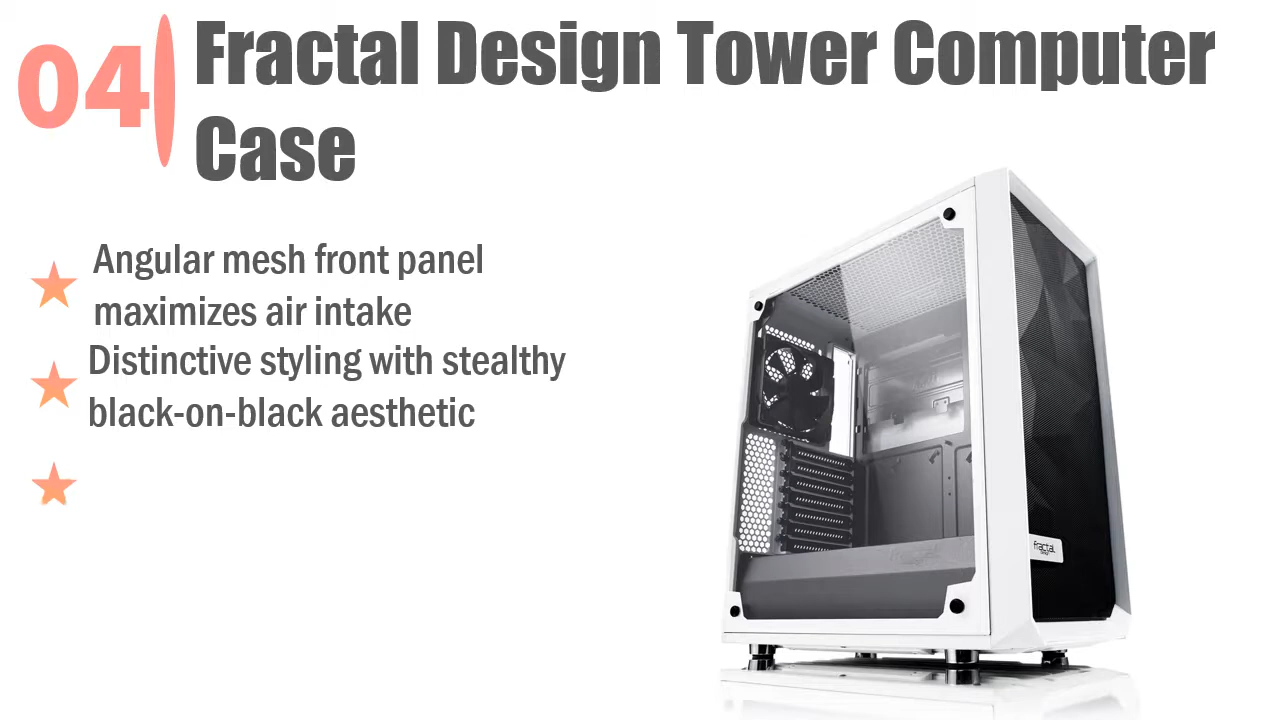 04
Fractal Design Tower Computer
Case
Angular mesh front panel
maximizes air intake
Distinctive styling with stealthy
black-on-black aesthetic
fractal